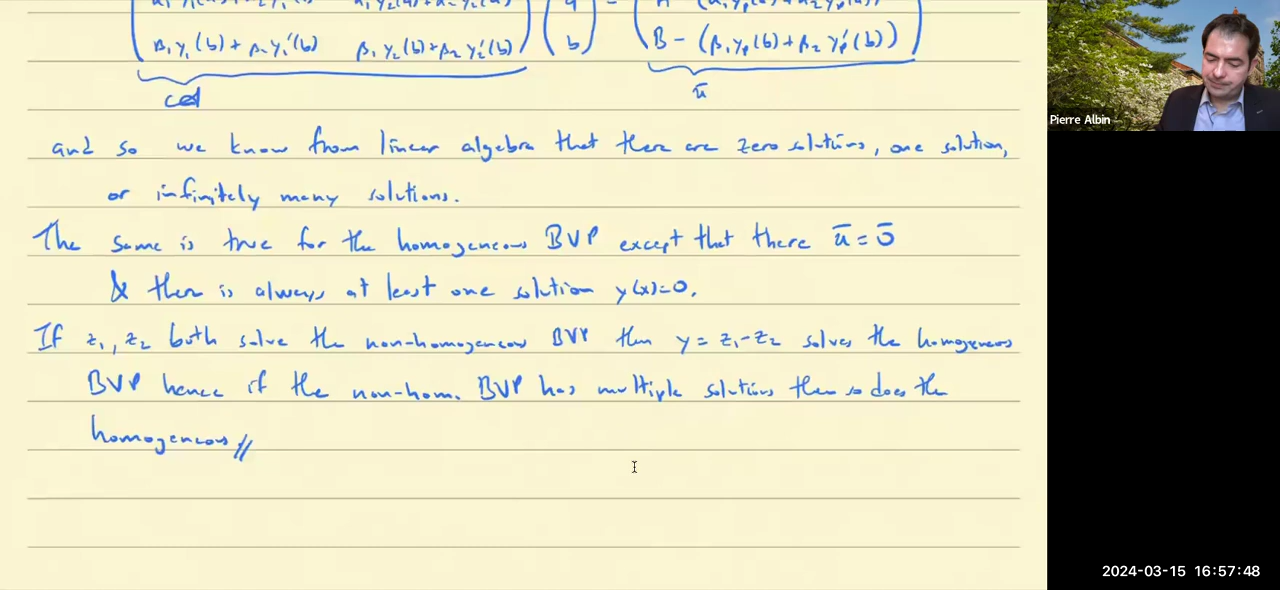 β₁y₁(b) + β₂y₁'(b)   β₁y₂(b)+β₂y₂'(b)   b   B - (β₁yₚ(b)+β₂yₚ'(b))
ū
and so we know from linear algebra that there are zero solutions, one solution,
or infinitely many solutions.
The same is true for the homogeneous BVP except that there ū = 0̄
& there is always at least one solution y(x)=0.
If z₁, z₂ both solve the non-homogeneous BVP then y = z₁-z₂ solves the homogeneous
BVP hence if the non-hom. BVP has multiple solutions then so does the
homogeneous //
Pierre Albin
2024-03-15 16:57:48